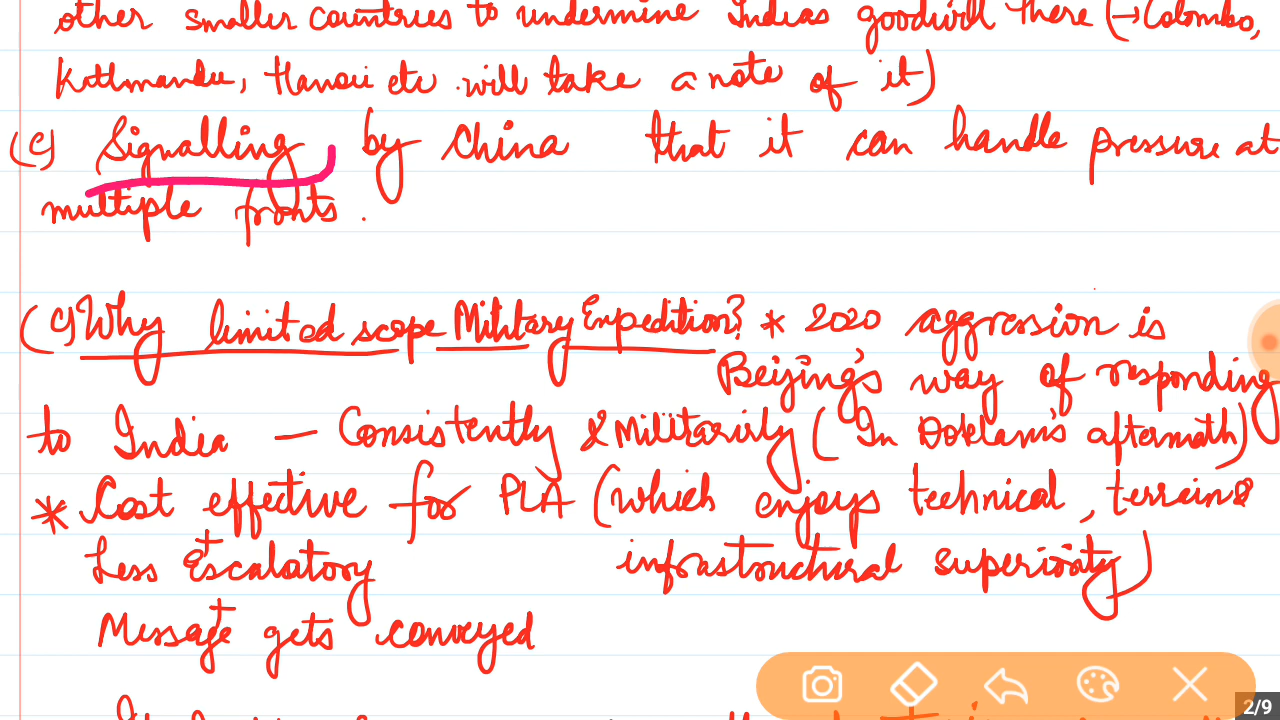 other smaller countries to undermine Indias goodwill there (→ Colombo,
Kathmandu, Hanoi etc will take a note of it)
(c) Signalling by China that it can handle pressure at
multiple fronts.
(c) Why limited scope Military Expedition? * 2020 aggression is
Beijing's way of responding
to India — Consistently & Militarily (In Doklam's aftermath)
* Cost effective for PLA (which enjoys technical, terrain &
+
Less Escalatory infrastructural superiority)
+
Message gets conveyed
2/9